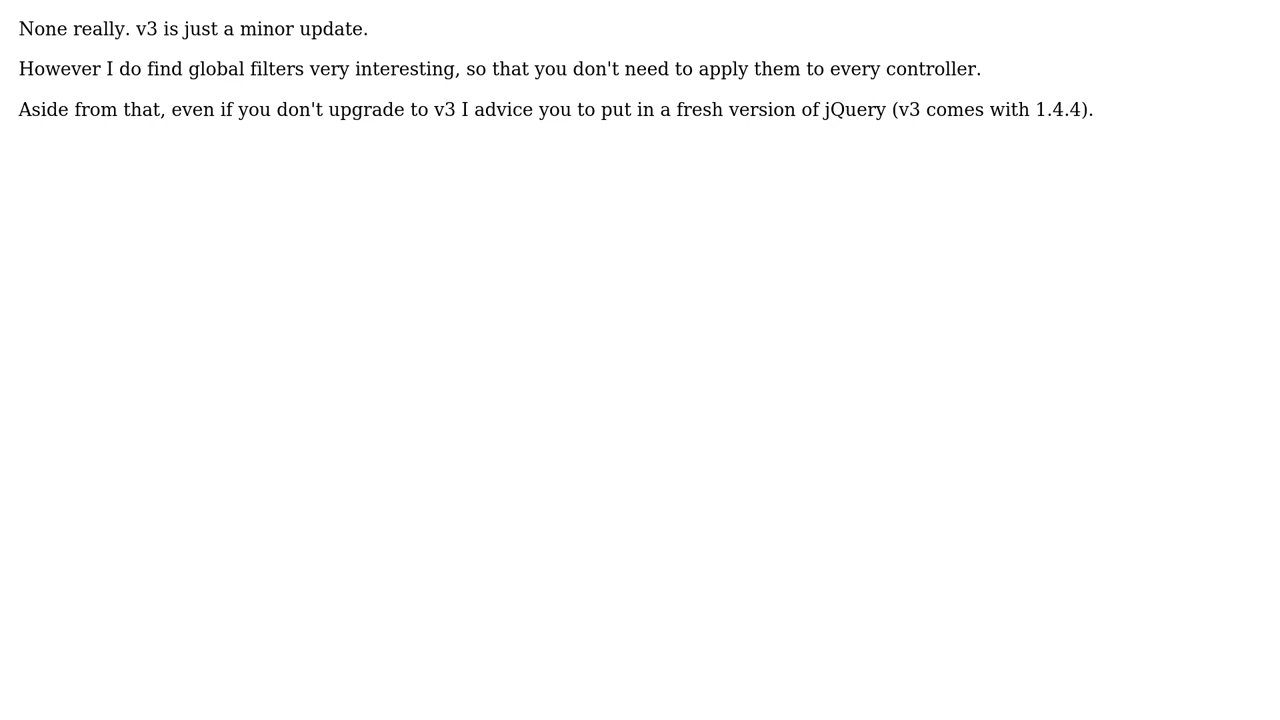 None really. v3 is just a minor update.
However I do find global filters very interesting, so that you don't need to apply them to every controller.
Aside from that, even if you don't upgrade to v3 I advice you to put in a fresh version of jQuery (v3 comes with 1.4.4).